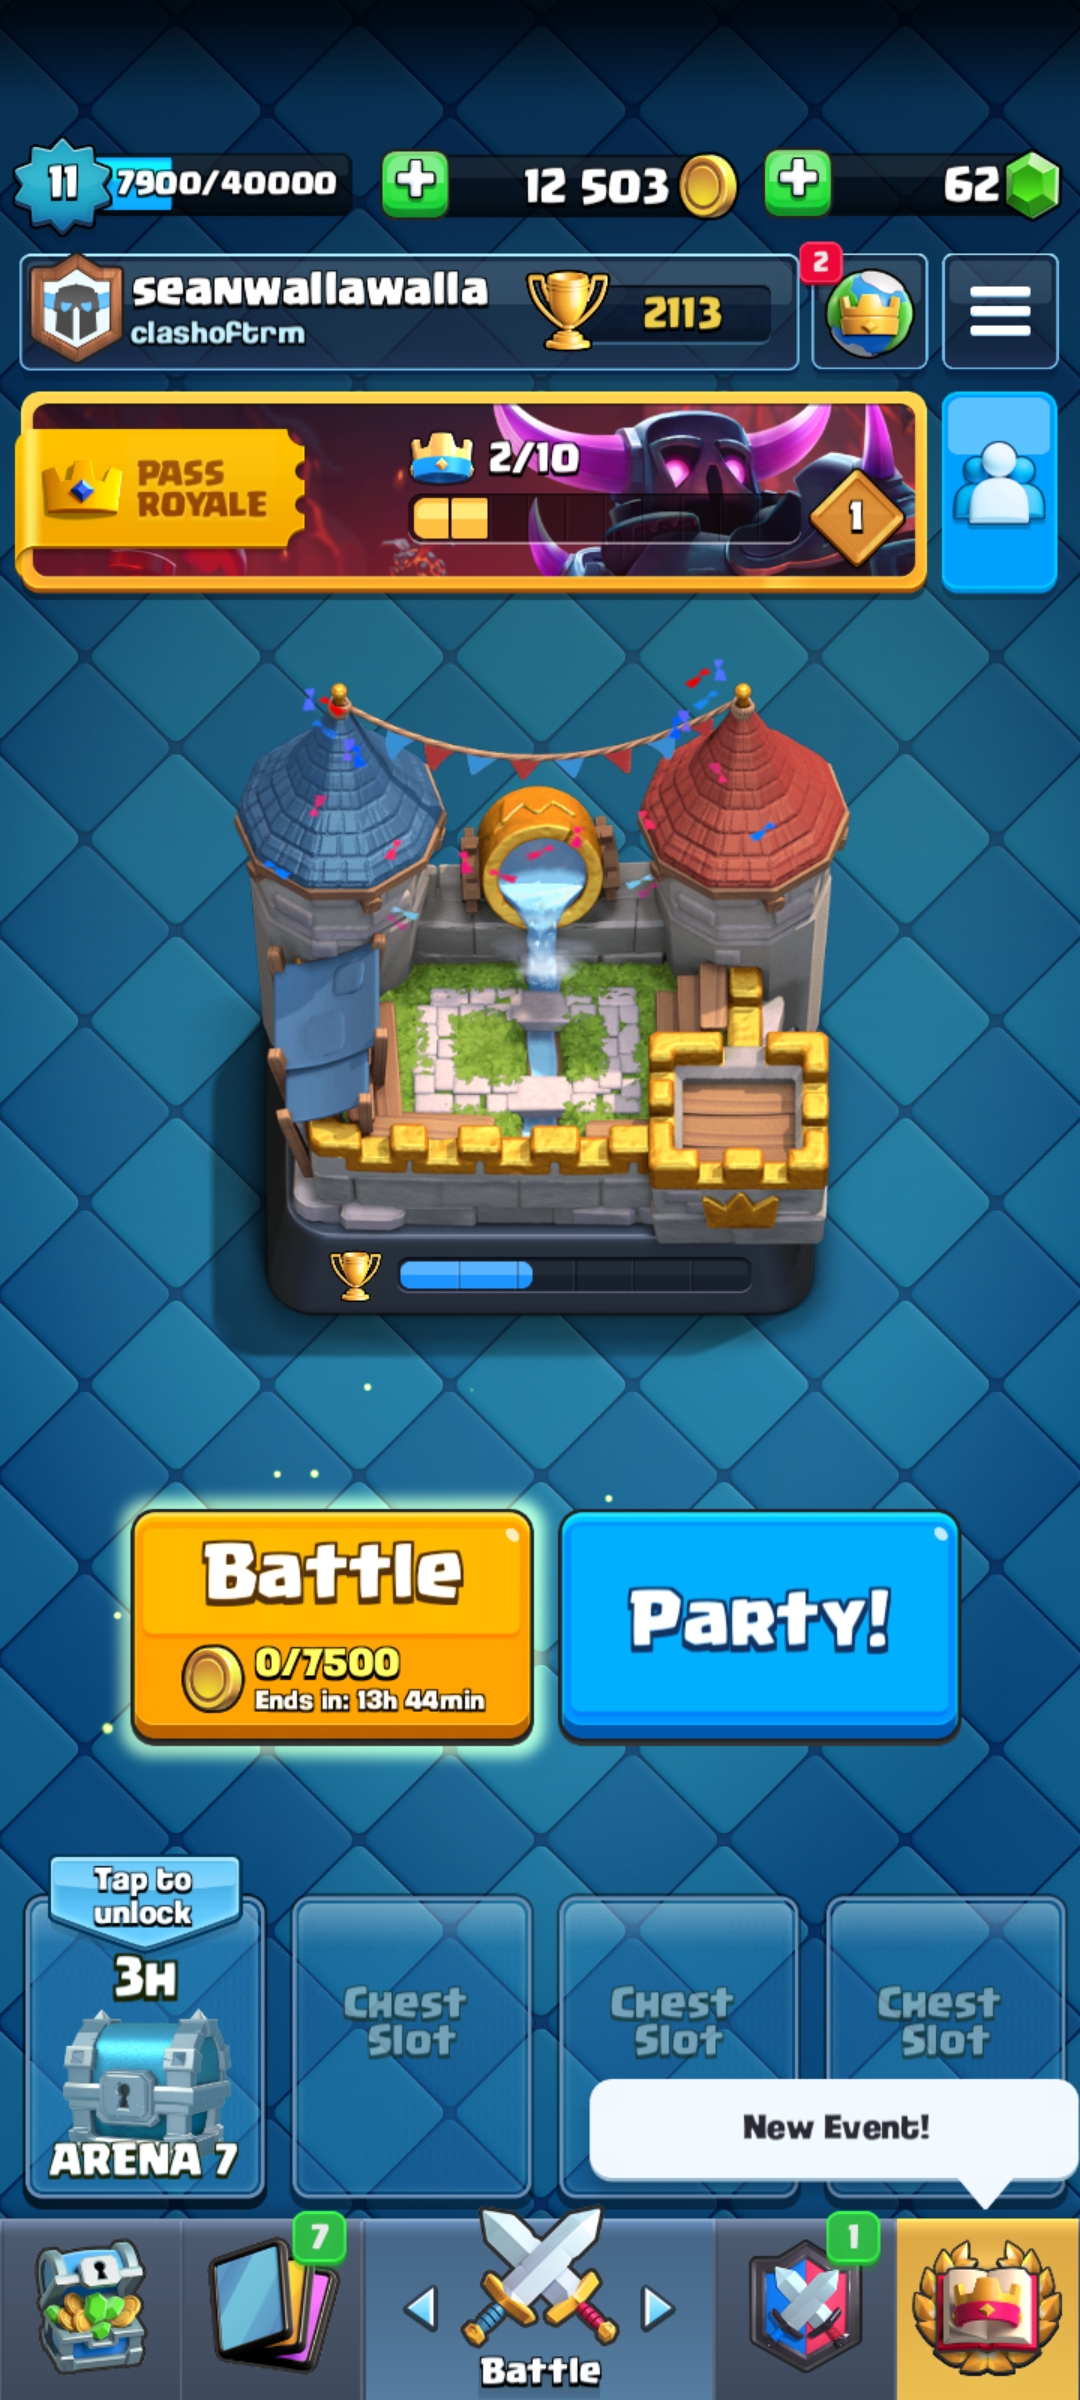 11
7900/40000
12 503
62
seanwallawalla
clashoftrm
2113
2
PASS
ROYALE
2/10
1
Battle
0/7500
Ends in: 13h 44min
Party!
Tap to
unlock
3H
ARENA 7
Chest
Slot
Chest
Slot
Chest
Slot
New Event!
7
Battle
1